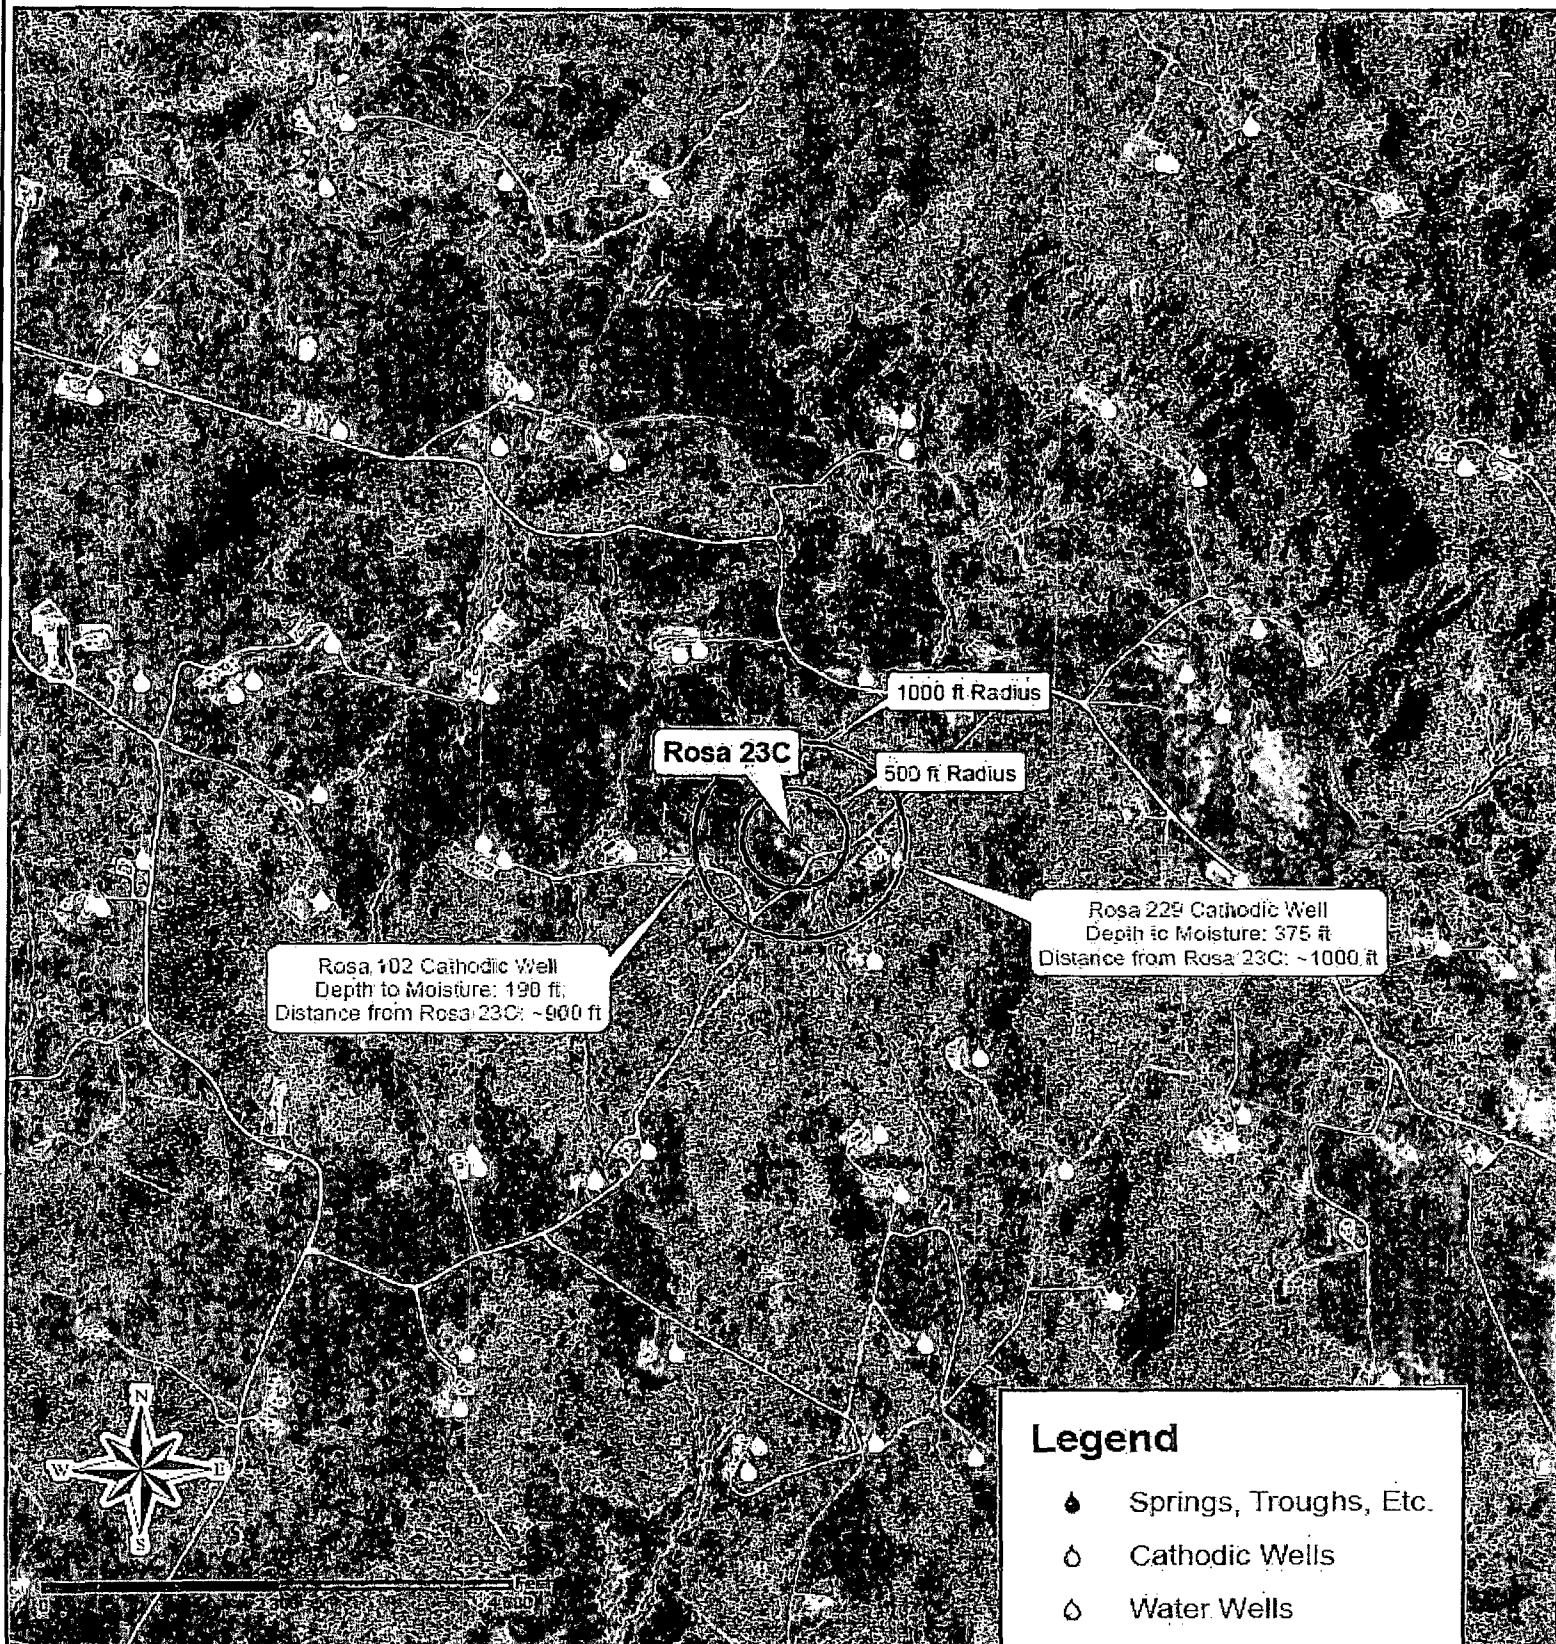 1000 ft Radius
Rosa 23C
500 ft Radius
Rosa 229 Cathodic Well
Depth to Moisture: 375 ft
Distance from Rosa 23C: ~1000 ft
Rosa 102 Cathodic Well
Depth to Moisture: 190 ft
Distance from Rosa 23C: ~900 ft
N
W
E
S
Legend
Springs, Troughs, Etc.
Cathodic Wells
Water Wells
Feet
0